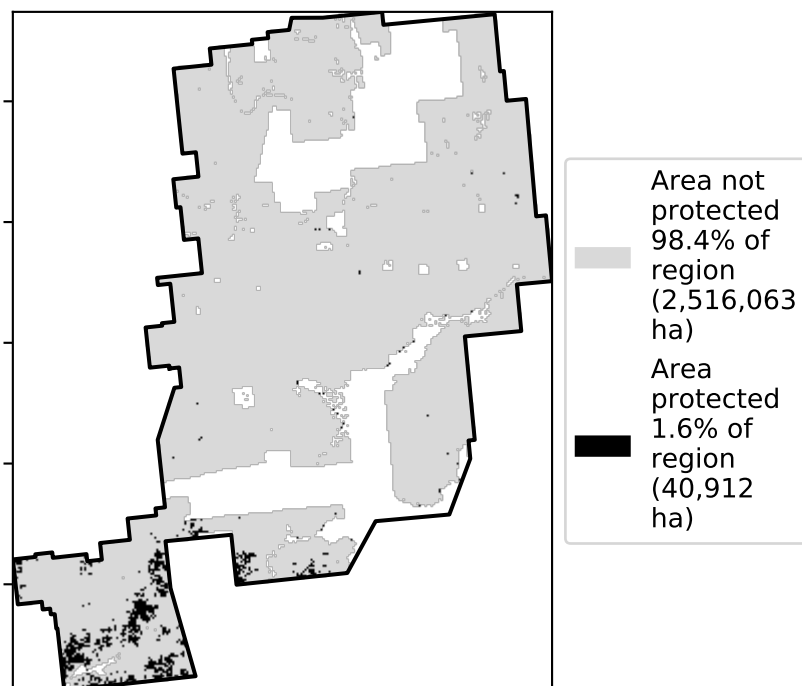 Area not
protected
98.4% of
region
(2,516,063
ha)
Area
protected
1.6% of
region
(40,912
ha)